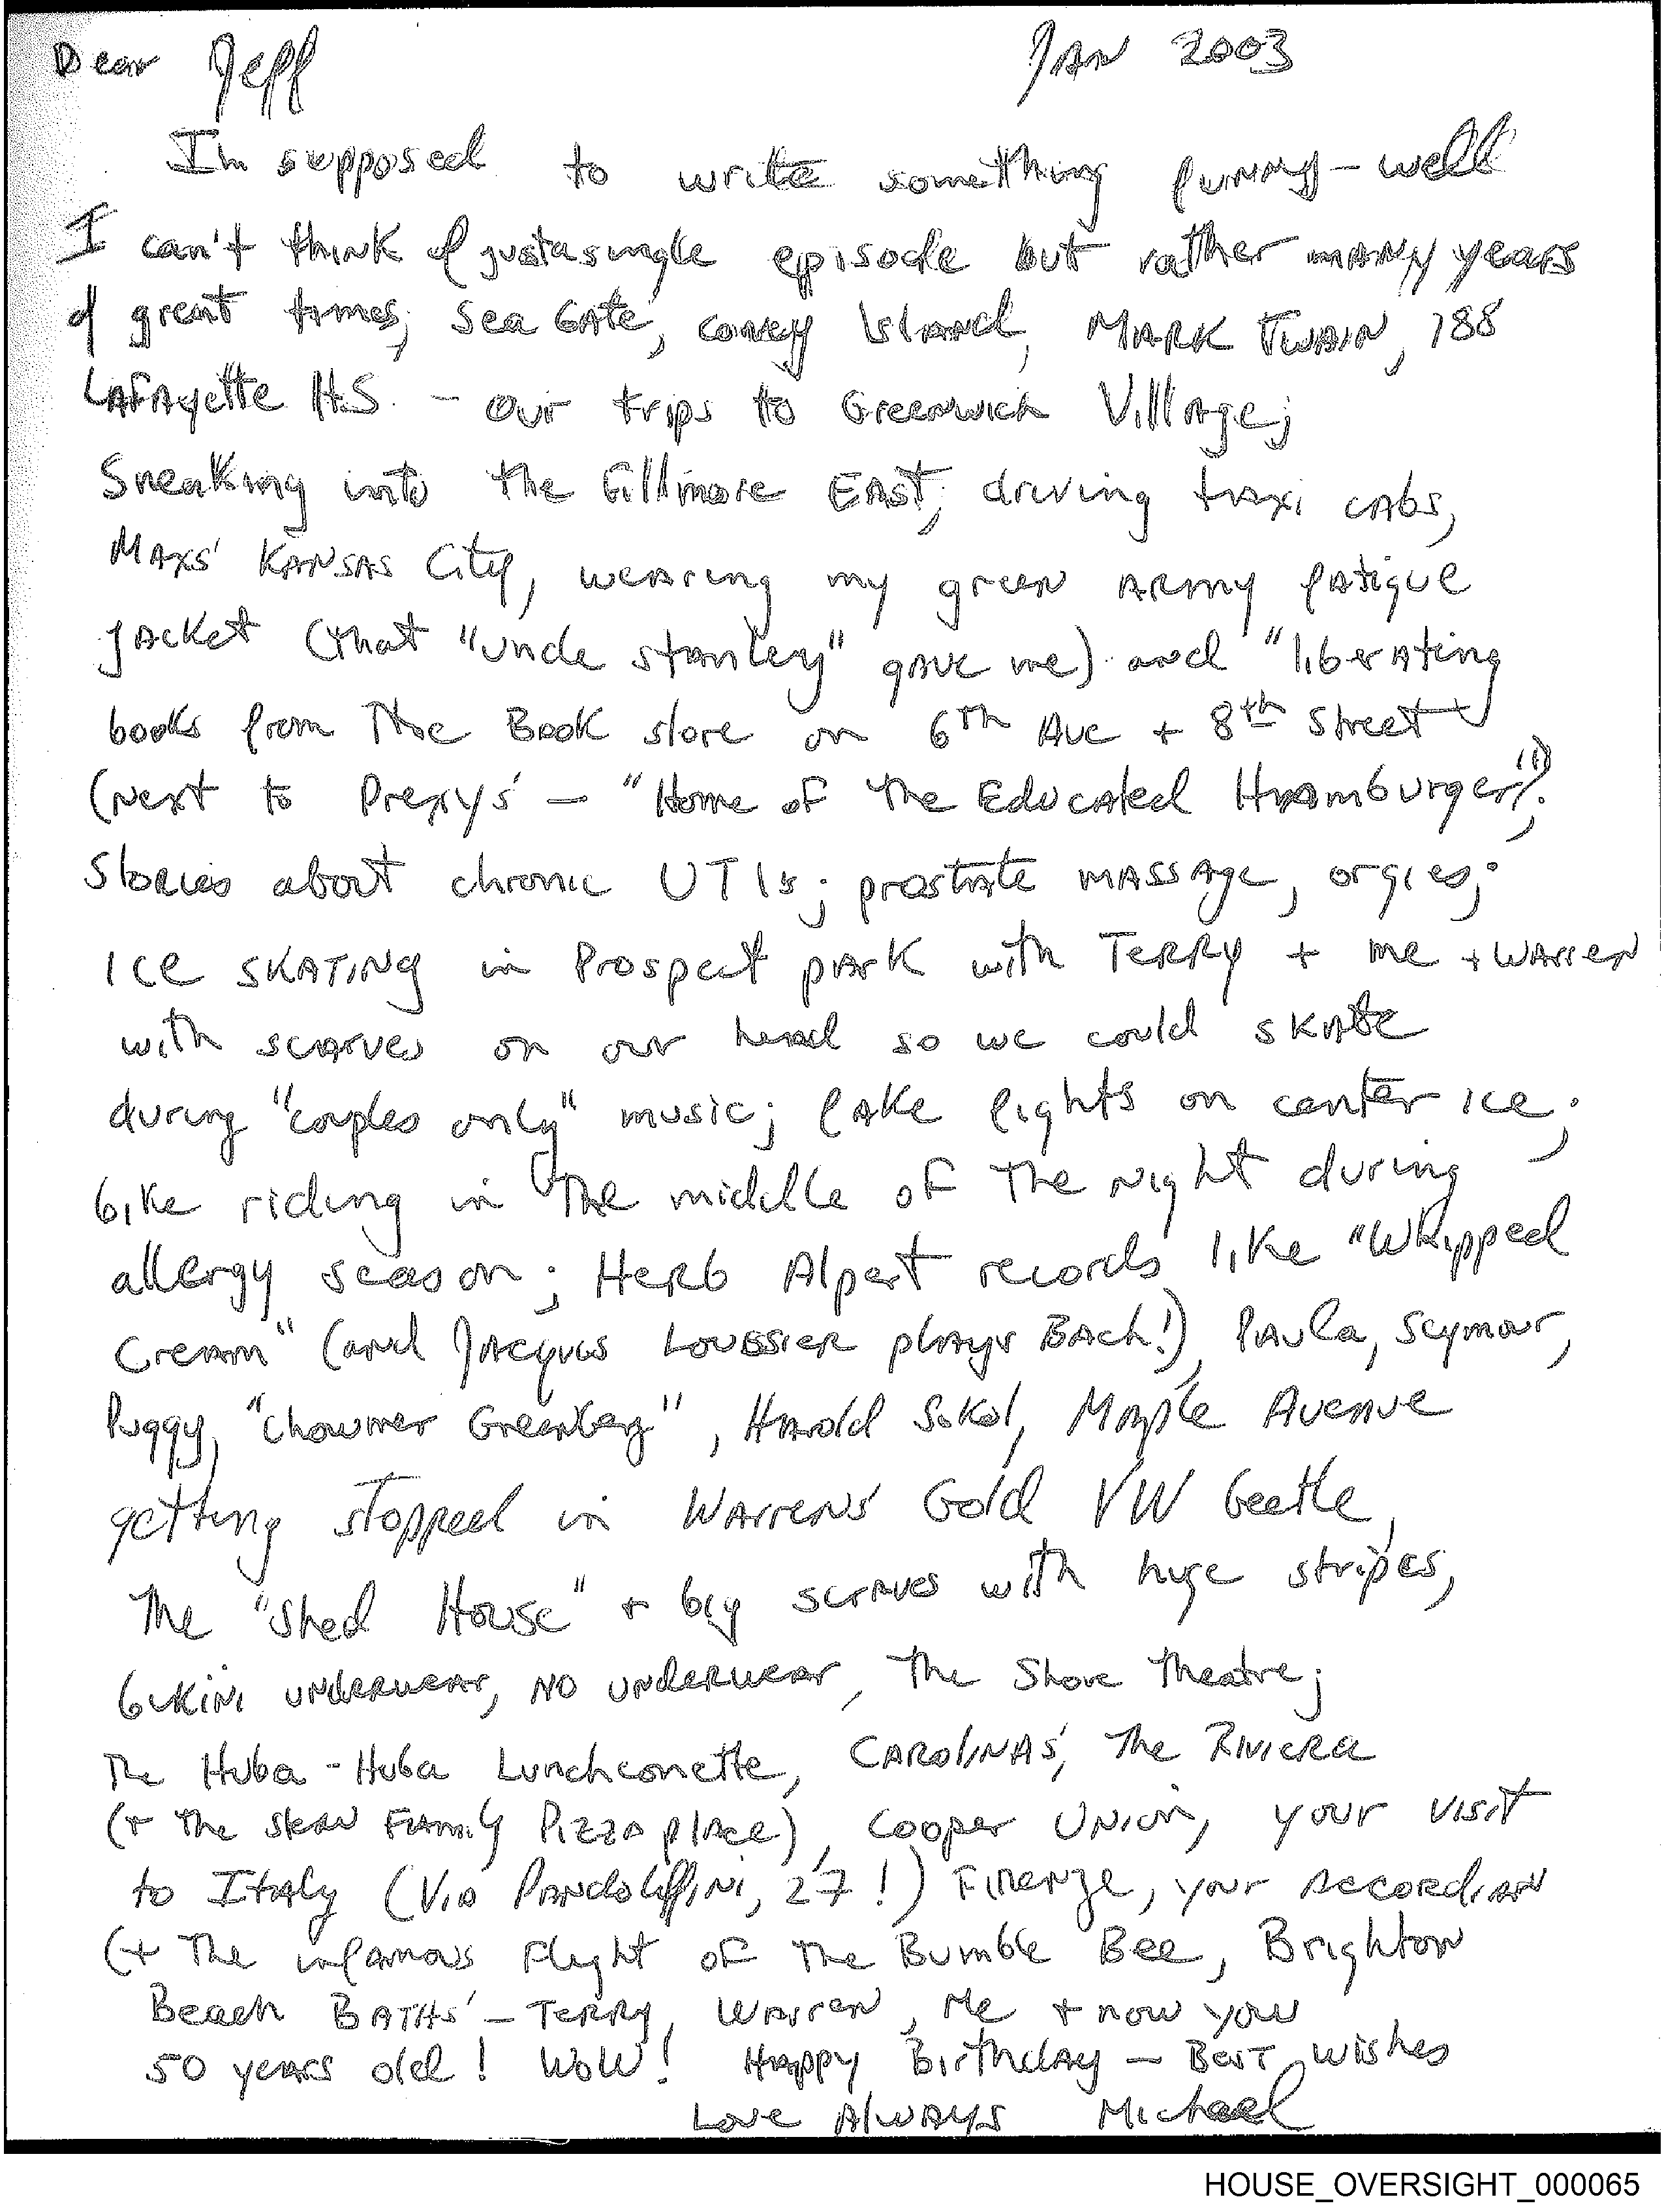 Dear Jeff JAN 2003
I'm supposed to write something funny - well
I can't think of just a single episode but rather many years
of great times; Sea Gate, Coney Island, MARK TWAIN, 188
LAFAyette H.S. - our trips to Greenwich Village;
Sneaking into the Fillmore EAST; driving taxi cabs,
MAXS' KANSAS City, wearing my green ARMy fatigue
jacket (that "uncle stanley" gave me) and "liberating"
books from The Book store on 6th Ave + 8th Street
(Next to Prexys' - "Home of the Educated Hamburger"!);
Stories about chronic UTIs; prostrate massage, orgies;
ICE SKATING in Prospect pARK with TERRy + me + WARREN
with scarves on our head so we could skate
during "couples only" music; fake fights on center ice;
bike riding in the middle of the night during
allergy season; Herb Alpert records like "Whipped
Cream" (and Jacques Loussier plays BAch!), Paula, Seymour,
Puggy, "Chowmer Greenberg", Harold Sokol, Maple Avenue
getting stopped in WARRENS' Gold VW beetle,
The "Shed House" + big scarves with huge stripes,
bikini underwear, NO underwear, The Shore Theatre;
The Huba-Huba Luncheonette, CAROLINAS', The Riviera
(+ The Family Pizza place), Cooper Union, your visit
to Italy (Via Pandolffini, 27!) Firenze, your accordian
(+ The infamous Flight of the Bumble Bee, Brighton
Beach BATHS' - TERRy, Warren, Me + now you
50 years old! WoW! Happy Birthday - Best wishes
Love Always Michael
HOUSE_OVERSIGHT_000065